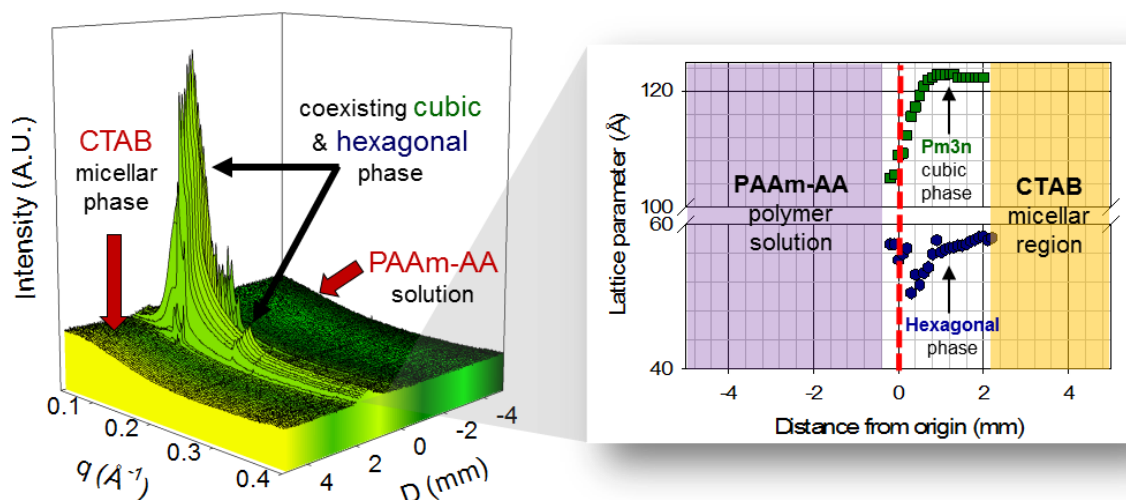 Intensity (A.U.)
CTAB
micellar
phase
coexisting cubic
& hexagonal
phase
PAAm-AA
solution
0.1
0.2
0.3
0.4
q (Å⁻¹)
4
2
0
-2
-4
D (mm)
Lattice parameter (Å)
120
100
60
40
PAAm-AA
polymer
solution
Pm3n
cubic
phase
Hexagonal
phase
CTAB
micellar
region
-4
-2
0
2
4
Distance from origin (mm)